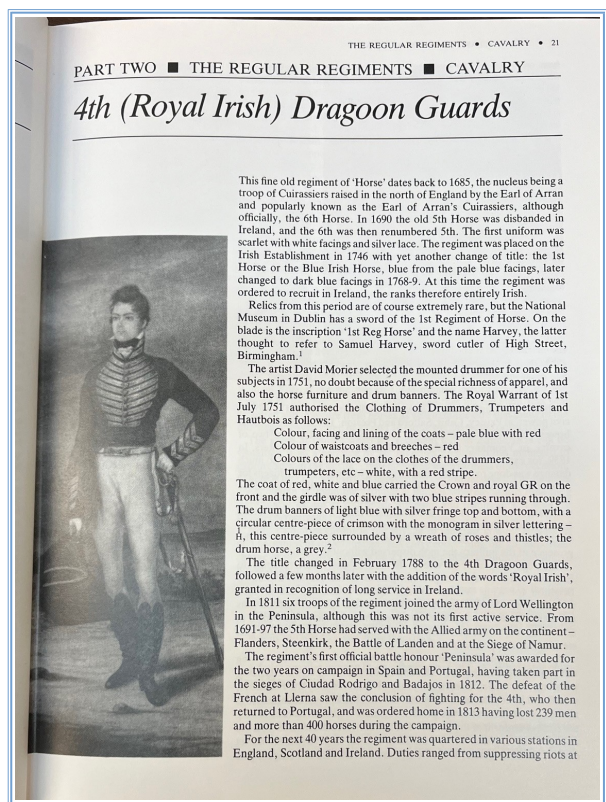 THE REGULAR REGIMENTS • CAVALRY • 21
PART TWO ■ THE REGULAR REGIMENTS ■ CAVALRY
4th (Royal Irish) Dragoon Guards
This fine old regiment of 'Horse' dates back to 1685, the nucleus being a
troop of Cuirassiers raised in the north of England by the Earl of Arran
and popularly known as the Earl of Arran's Cuirassiers, although
officially, the 6th Horse. In 1690 the old 5th Horse was disbanded in
Ireland, and the 6th was then renumbered 5th. The first uniform was
scarlet with white facings and silver lace. The regiment was placed on the
Irish Establishment in 1746 with yet another change of title: the 1st
Horse or the Blue Irish Horse, blue from the pale blue facings, later
changed to dark blue facings in 1768-9. At this time the regiment was
ordered to recruit in Ireland, the ranks therefore entirely Irish.
Relics from this period are of course extremely rare, but the National
Museum in Dublin has a sword of the 1st Regiment of Horse. On the
blade is the inscription '1st Reg Horse' and the name Harvey, the latter
thought to refer to Samuel Harvey, sword cutler of High Street,
Birmingham.¹
The artist David Morier selected the mounted drummer for one of his
subjects in 1751, no doubt because of the special richness of apparel, and
also the horse furniture and drum banners. The Royal Warrant of 1st
July 1751 authorised the Clothing of Drummers, Trumpeters and
Hautbois as follows:
Colour, facing and lining of the coats – pale blue with red
Colour of waistcoats and breeches – red
Colours of the lace on the clothes of the drummers,
trumpeters, etc – white, with a red stripe.
The coat of red, white and blue carried the Crown and royal GR on the
front and the girdle was of silver with two blue stripes running through.
The drum banners of light blue with silver fringe top and bottom, with a
circular centre-piece of crimson with the monogram in silver lettering –
, this centre-piece surrounded by a wreath of roses and thistles; the
drum horse, a grey.²
The title changed in February 1788 to the 4th Dragoon Guards,
followed a few months later with the addition of the words 'Royal Irish',
granted in recognition of long service in Ireland.
In 1811 six troops of the regiment joined the army of Lord Wellington
in the Peninsula, although this was not its first active service. From
1691-97 the 5th Horse had served with the Allied army on the continent –
Flanders, Steenkirk, the Battle of Landen and at the Siege of Namur.
The regiment's first official battle honour 'Peninsula' was awarded for
the two years on campaign in Spain and Portugal, having taken part in
the sieges of Ciudad Rodrigo and Badajos in 1812. The defeat of the
French at Llerna saw the conclusion of fighting for the 4th, who then
returned to Portugal, and was ordered home in 1813 having lost 239 men
and more than 400 horses during the campaign.
For the next 40 years the regiment was quartered in various stations in
England, Scotland and Ireland. Duties ranged from suppressing riots at